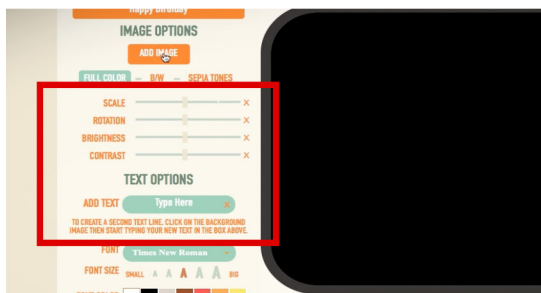 Happy Birthday
IMAGE OPTIONS
ADD IMAGE
FULL COLOR – B/W – SEPIA TONES
SCALE X
ROTATION X
BRIGHTNESS X
CONTRAST X
TEXT OPTIONS
ADD TEXT Type Here x
TO CREATE A SECOND TEXT LINE, CLICK ON THE BACKGROUND
IMAGE THEN START TYPING YOUR NEW TEXT IN THE BOX ABOVE.
FONT Times New Roman
FONT SIZE SMALL A A A A A BIG
FONT COLOR